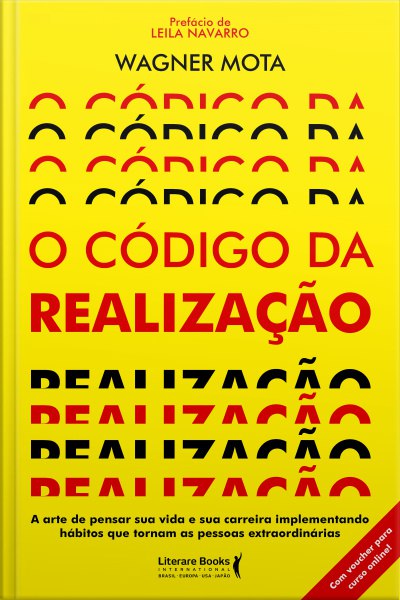 Prefácio de
LEILA NAVARRO
WAGNER MOTA
O CÓDIGO DA
O CÓDIGO DA
O CÓDIGO DA
O CÓDIGO DA
O CÓDIGO DA
REALIZAÇÃO
REALIZAÇÃO
REALIZAÇÃO
REALIZAÇÃO
REALIZAÇÃO
A arte de pensar sua vida e sua carreira implementando
hábitos que tornam as pessoas extraordinárias
Com voucher para
curso online!
Literare Books
INTERNATIONAL
BRASIL · EUROPA · USA · JAPÃO